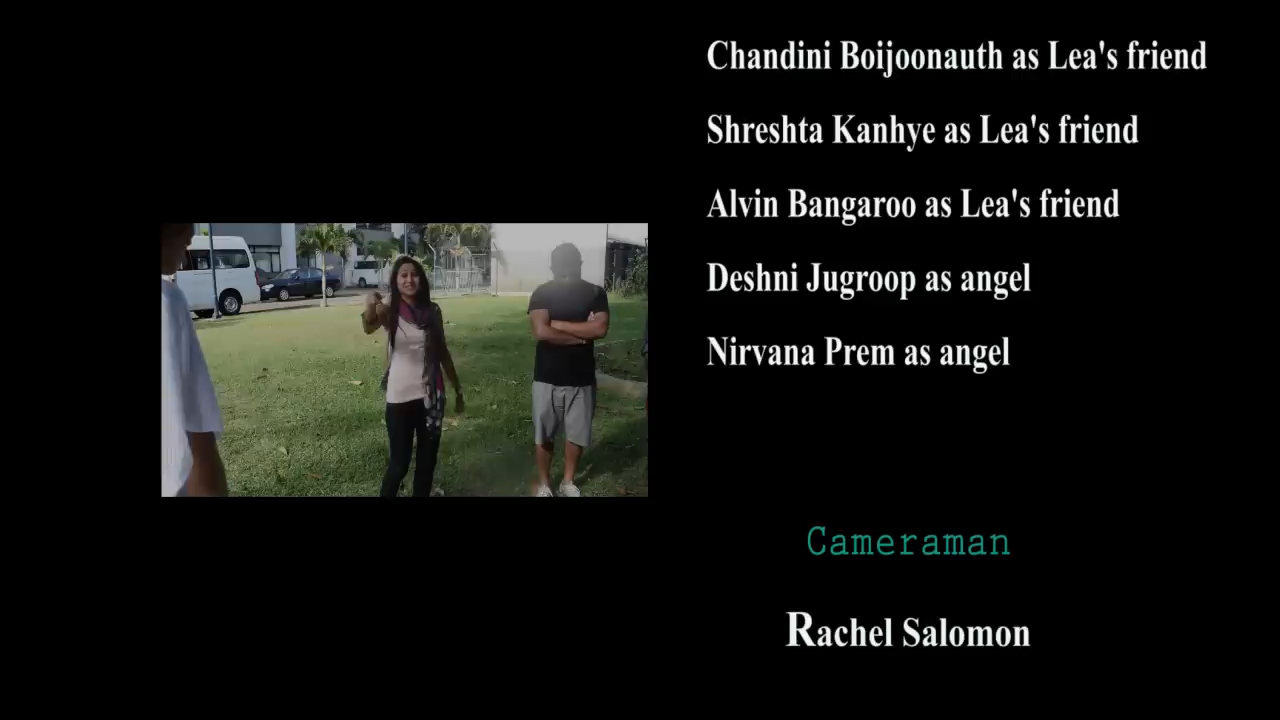 Chandini Boijoonauth as Lea's friend
Shreshta Kanhye as Lea's friend
Alvin Bangaroo as Lea's friend
Deshni Jugroop as angel
Nirvana Prem as angel
Cameraman
Rachel Salomon